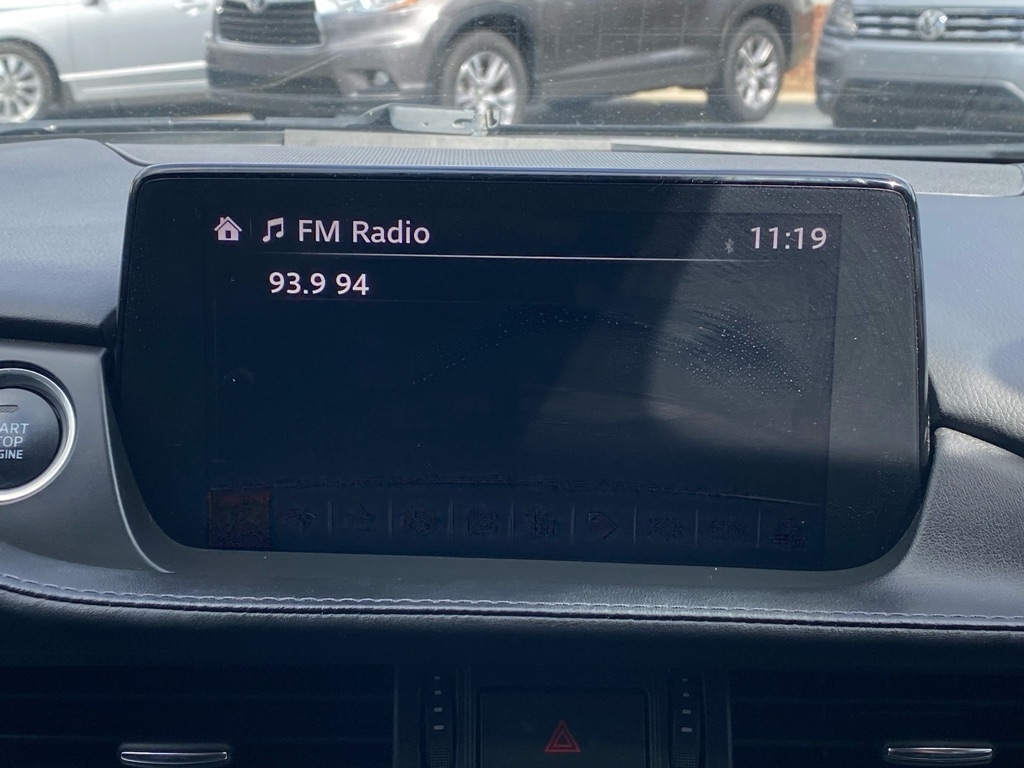 FM Radio
11:19
93.9 94
ART
TOP
GINE